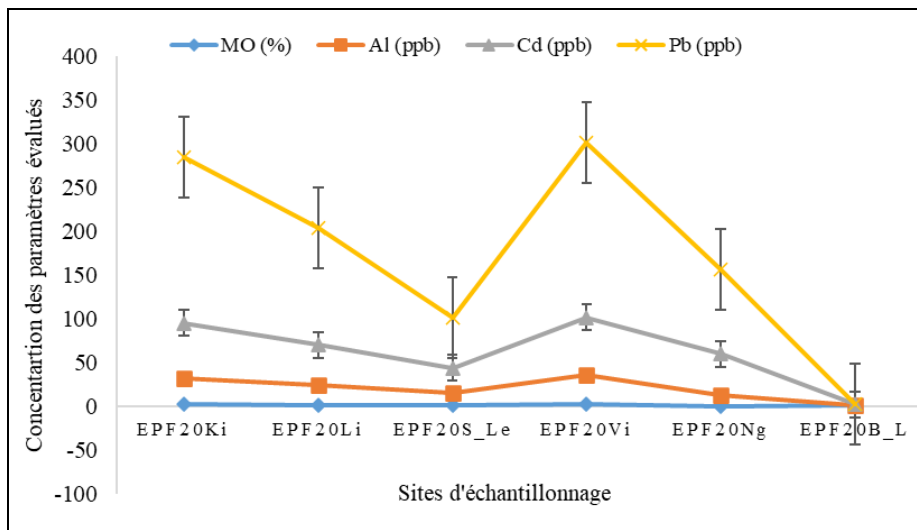 MO (%) Al (ppb) Cd (ppb) Pb (ppb)
Concentartion des paramètres évalués
400
350
300
250
200
150
100
50
0
-50
-100
EPF20Ki EPF20Li EPF20S_Le EPF20Vi EPF20Ng EPF20B_L
Sites d'échantillonnage